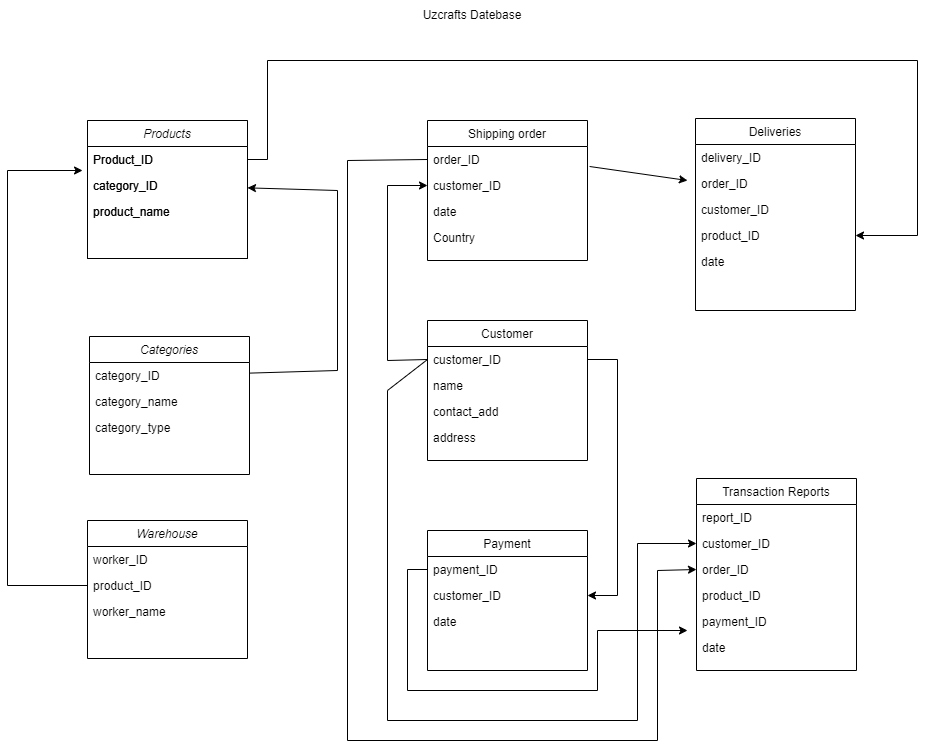 Uzcrafts Datebase
Products
Product_ID
category_ID
product_name
Shipping order
order_ID
customer_ID
date
Country
Deliveries
delivery_ID
order_ID
customer_ID
product_ID
date
Categories
category_ID
category_name
category_type
Customer
customer_ID
name
contact_add
address
Warehouse
worker_ID
product_ID
worker_name
Payment
payment_ID
customer_ID
date
Transaction Reports
report_ID
customer_ID
order_ID
product_ID
payment_ID
date